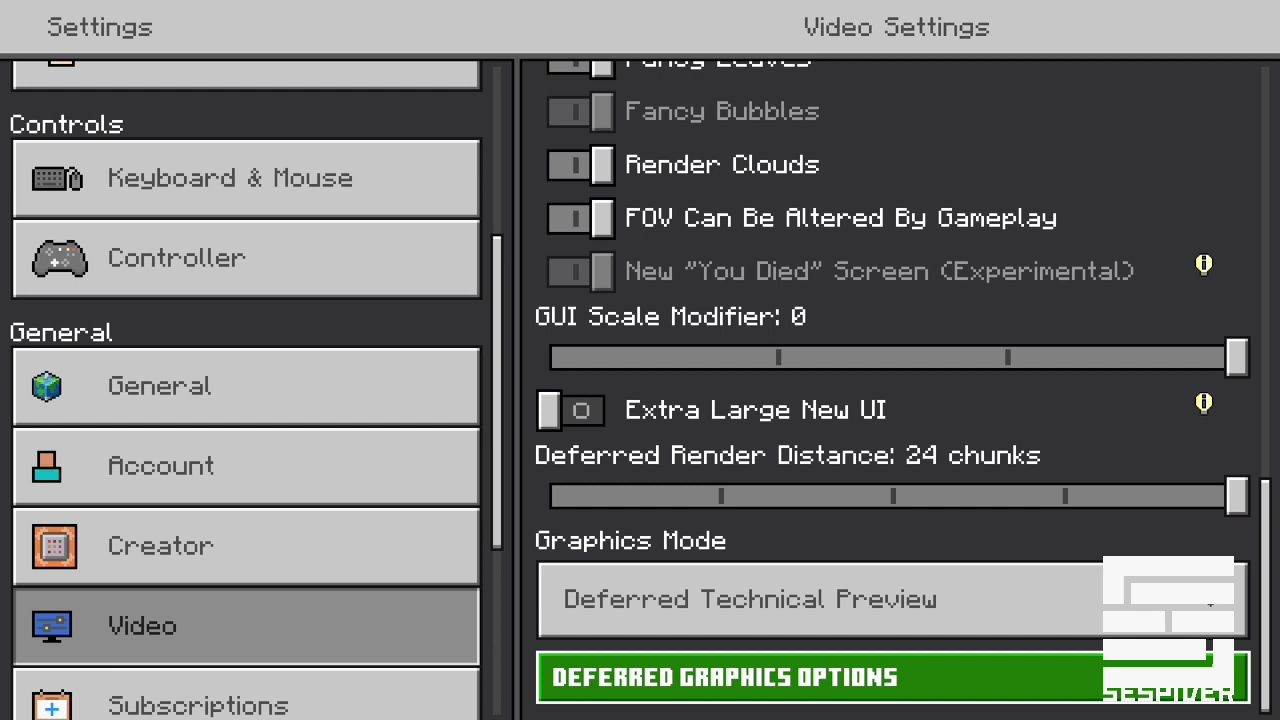 Settings
Video Settings
Controls
Keyboard & Mouse
Controller
General
General
Account
Creator
Video
Subscriptions
Fancy Leaves
Fancy Bubbles
Render Clouds
FOV Can Be Altered By Gameplay
New "You Died" Screen (Experimental)
GUI Scale Modifier: 0
Extra Large New UI
Deferred Render Distance: 24 chunks
Graphics Mode
Deferred Technical Preview
DEFERRED GRAPHICS OPTIONS